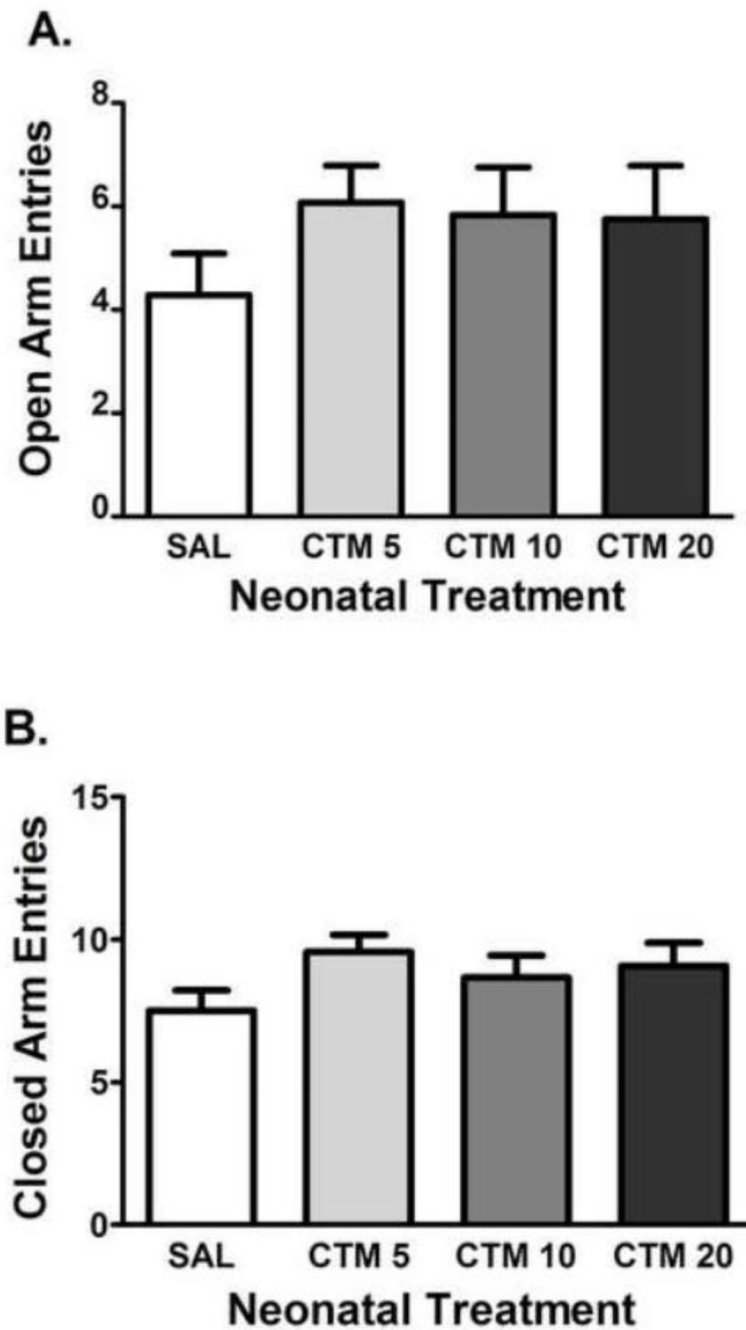 A.
Open Arm Entries
8
6
4
2
0
SAL CTM 5 CTM 10 CTM 20
Neonatal Treatment
B.
Closed Arm Entries
15
10
5
0
SAL CTM 5 CTM 10 CTM 20
Neonatal Treatment